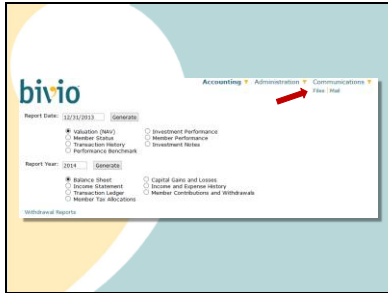 bivio
Accounting ▼ Administration ▼ Communications ▼
Files | Mail
Report Date: 12/31/2013 Generate
Valuation (NAV) Investment Performance
Member Status Member Performance
Transaction History Investment Notes
Performance Benchmark
Report Year: 2014 Generate
Balance Sheet Capital Gains and Losses
Income Statement Income and Expense History
Transaction Ledger Member Contributions and Withdrawals
Member Tax Allocations
Withdrawal Reports